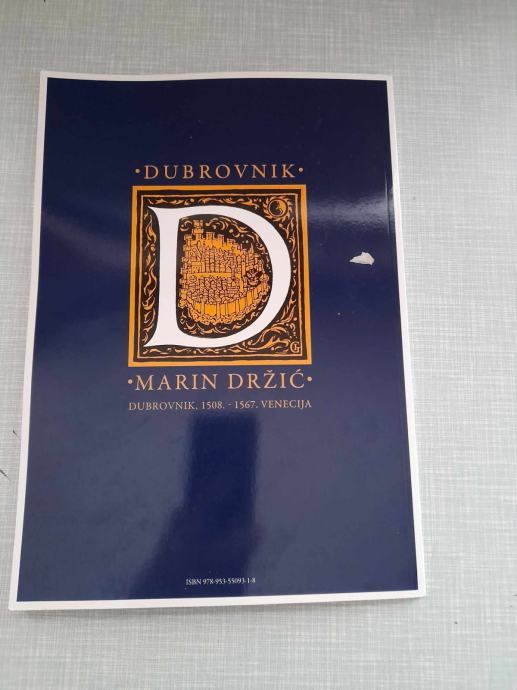 ·DUBROVNIK·
D
·MARIN DRŽIĆ·
DUBROVNIK, 1508. - 1567. VENECIJA
ISBN 978-953-55093-1-8